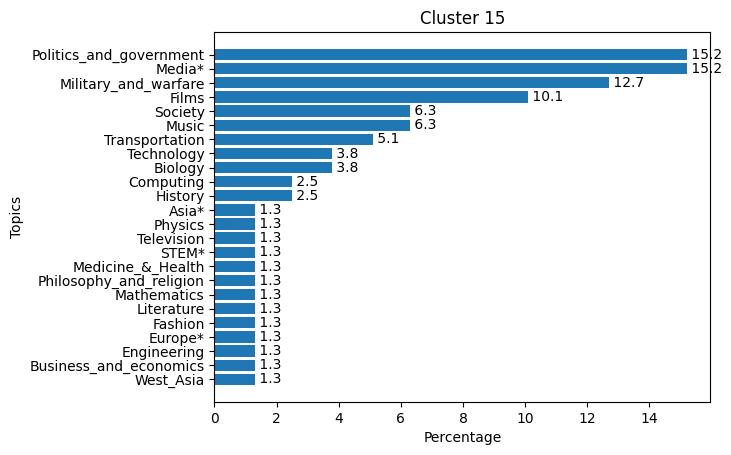 Cluster 15
Politics_and_government 15.2
Media* 15.2
Military_and_warfare 12.7
Films 10.1
Society 6.3
Music 6.3
Transportation 5.1
Technology 3.8
Biology 3.8
Computing 2.5
History 2.5
Asia* 1.3
Physics 1.3
Television 1.3
STEM* 1.3
Medicine_&_Health 1.3
Philosophy_and_religion 1.3
Mathematics 1.3
Literature 1.3
Fashion 1.3
Europe* 1.3
Engineering 1.3
Business_and_economics 1.3
West_Asia 1.3
0 2 4 6 8 10 12 14
Percentage
Topics